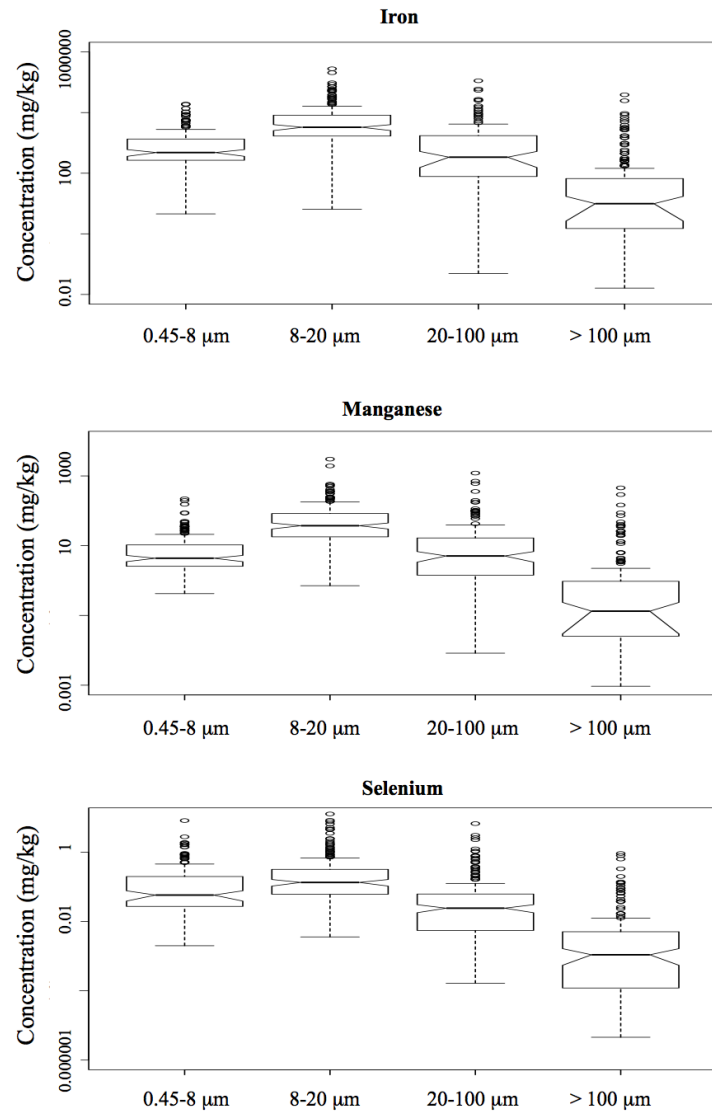 Iron
Concentration (mg/kg)
1000000
100
0.01
0.45-8 μm
8-20 μm
20-100 μm
> 100 μm
Manganese
Concentration (mg/kg)
1000
10
0.001
0.45-8 μm
8-20 μm
20-100 μm
> 100 μm
Selenium
Concentration (mg/kg)
1
0.01
0.000001
0.45-8 μm
8-20 μm
20-100 μm
> 100 μm